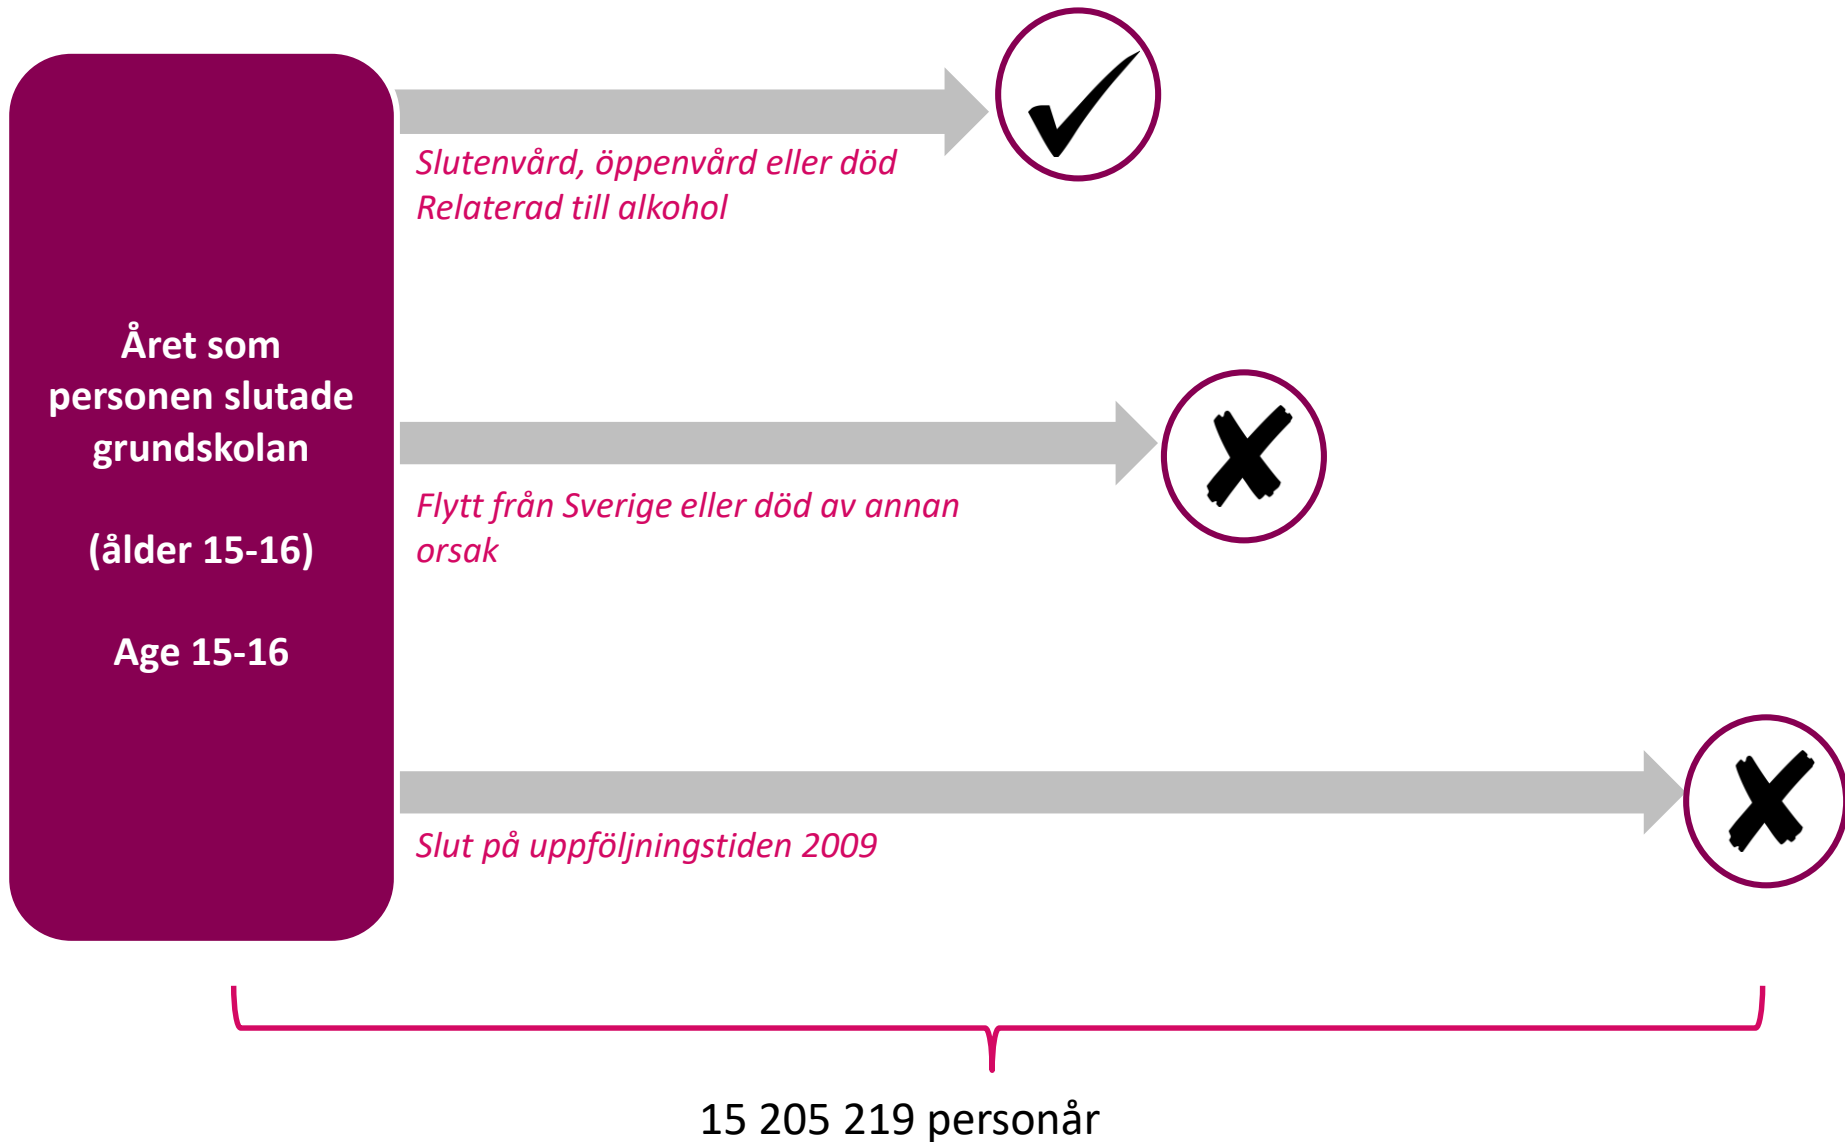 Året som
personen slutade
grundskolan
(ålder 15-16)
Age 15-16
Slutenvård, öppenvård eller död
Relaterad till alkohol
Flytt från Sverige eller död av annan
orsak
Slut på uppföljningstiden 2009
15 205 219 personår